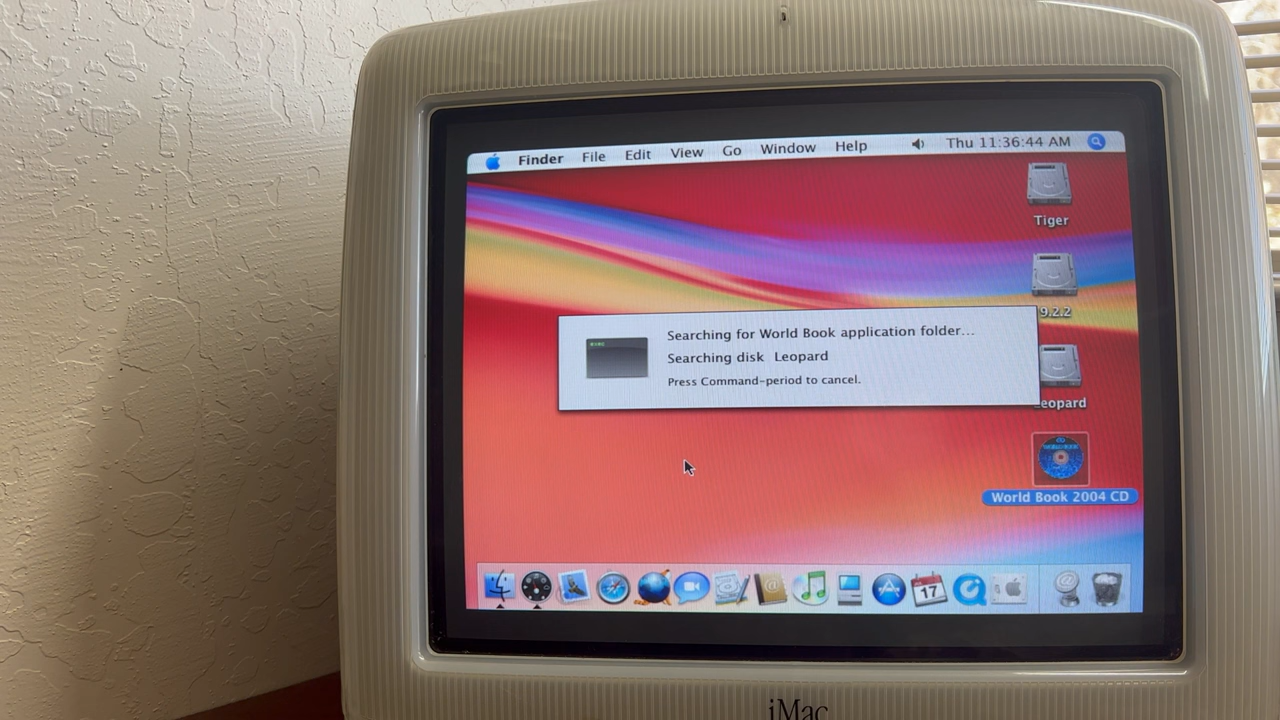 Finder File Edit View Go Window Help Thu 11:36:44 AM
Tiger
9.2.2
Searching for World Book application folder...
Searching disk Leopard
Press Command-period to cancel.
eopard
World Book 2004 CD
17
iMac